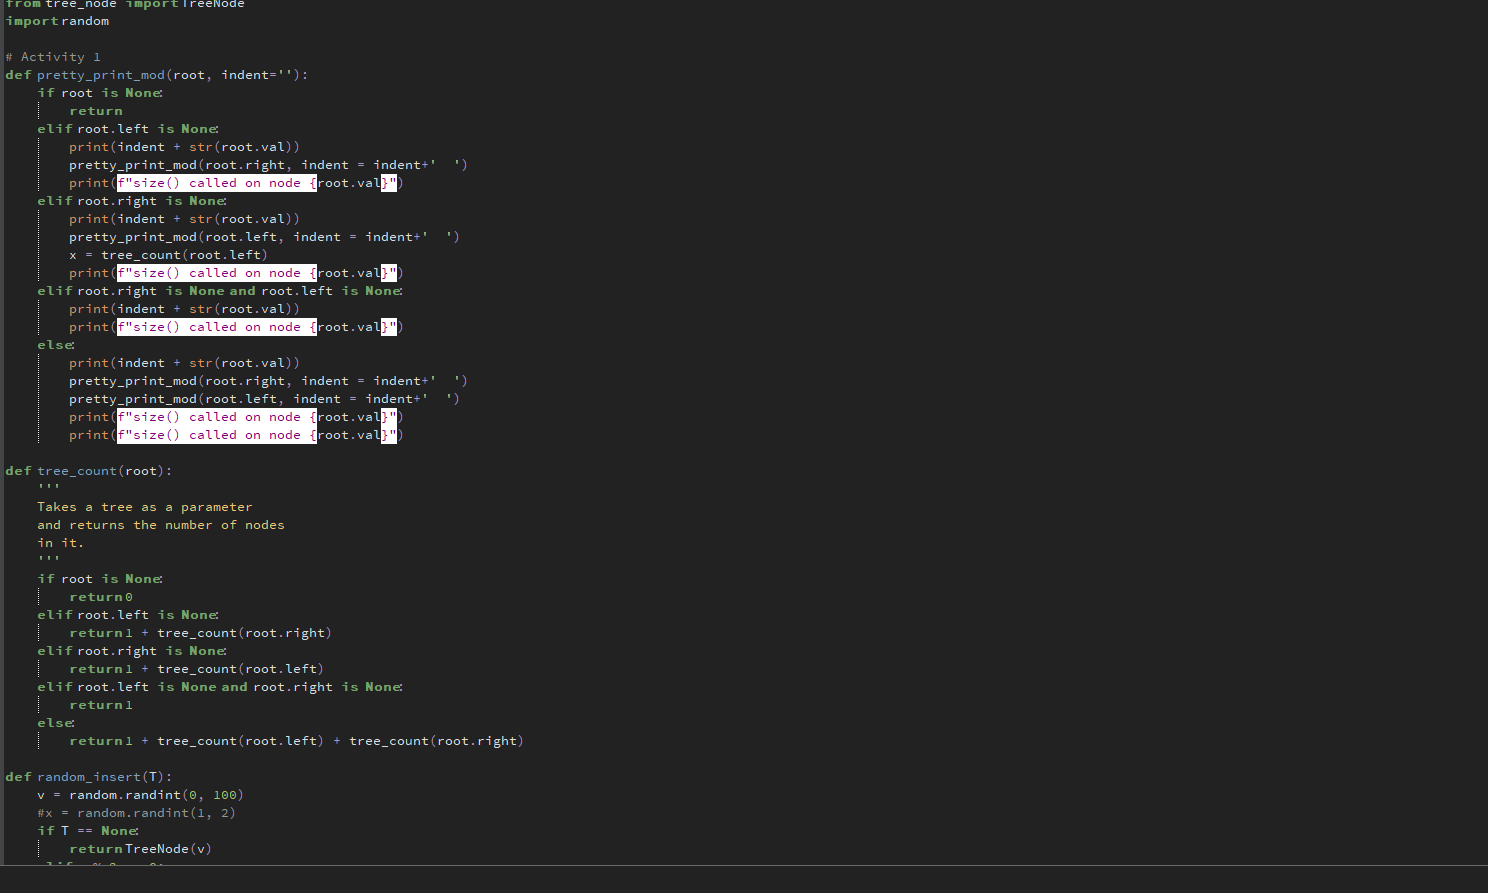 from tree_node import TreeNode
import random
# Activity 1
def pretty_print_mod(root, indent=''):
    if root is None:
        return
    elif root.left is None:
        print(indent + str(root.val))
        pretty_print_mod(root.right, indent = indent+'  ')
        print(f"size() called on node {root.val}")
    elif root.right is None:
        print(indent + str(root.val))
        pretty_print_mod(root.left, indent = indent+'  ')
        x = tree_count(root.left)
        print(f"size() called on node {root.val}")
    elif root.right is None and root.left is None:
        print(indent + str(root.val))
        print(f"size() called on node {root.val}")
    else:
        print(indent + str(root.val))
        pretty_print_mod(root.right, indent = indent+'  ')
        pretty_print_mod(root.left, indent = indent+'  ')
        print(f"size() called on node {root.val}")
        print(f"size() called on node {root.val}")
def tree_count(root):
    '''
    Takes a tree as a parameter
    and returns the number of nodes
    in it.
    '''
    if root is None:
        return 0
    elif root.left is None:
        return 1 + tree_count(root.right)
    elif root.right is None:
        return 1 + tree_count(root.left)
    elif root.left is None and root.right is None:
        return 1
    else:
        return 1 + tree_count(root.left) + tree_count(root.right)
def random_insert(T):
    v = random.randint(0, 100)
    #x = random.randint(1, 2)
    if T == None:
        return TreeNode(v)